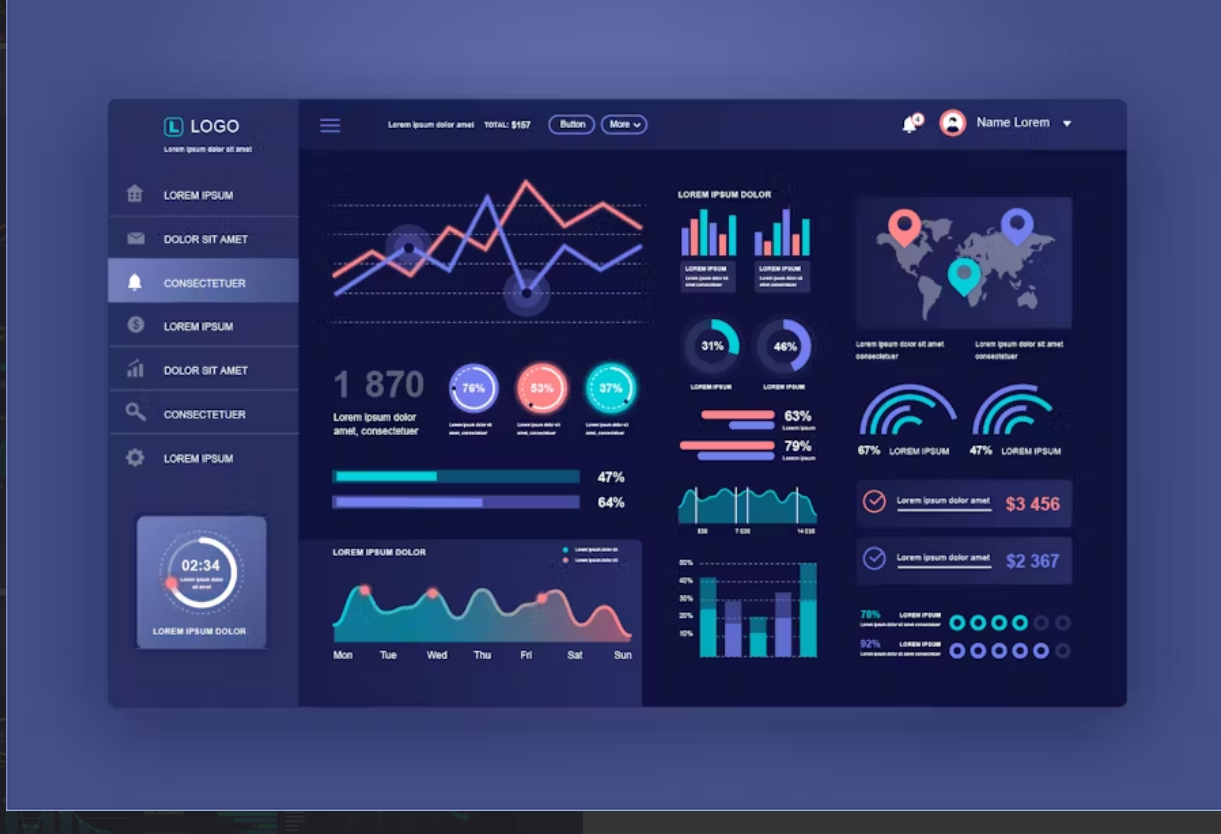 L LOGO
Lorem ipsum dolor sit amet
LOREM IPSUM
DOLOR SIT AMET
CONSECTETUER
LOREM IPSUM
DOLOR SIT AMET
CONSECTETUER
LOREM IPSUM
02:34
Lorem ipsum dolor
sit amet
LOREM IPSUM DOLOR
Lorem ipsum dolor amet TOTAL: $157 Button More
4 Name Lorem
1 870
Lorem ipsum dolor
amet, consectetuer
76% 53% 37%
Lorem ipsum dolor sit Lorem ipsum dolor sit Lorem ipsum dolor sit
amet, consectetuer amet, consectetuer amet, consectetuer
47%
64%
LOREM IPSUM DOLOR
Lorem ipsum dolor sit
Lorem ipsum dolor sit
Mon Tue Wed Thu Fri Sat Sun
LOREM IPSUM DOLOR
LOREM IPSUM LOREM IPSUM
Lorem ipsum dolor sit Lorem ipsum dolor sit
amet consectetuer amet consectetuer
31% 46%
LOREM IPSUM LOREM IPSUM
63%
Lorem ipsum
79%
Lorem ipsum
40%
30%
20%
10%
Lorem ipsum dolor sit amet Lorem ipsum dolor sit amet
consectetuer consectetuer
67% LOREM IPSUM 47% LOREM IPSUM
Lorem ipsum dolor amet $3 456
Lorem ipsum dolor amet $2 367
78% LOREM IPSUM
Lorem ipsum dolor sit amet consectetuer
92% LOREM IPSUM
Lorem ipsum dolor sit amet consectetuer